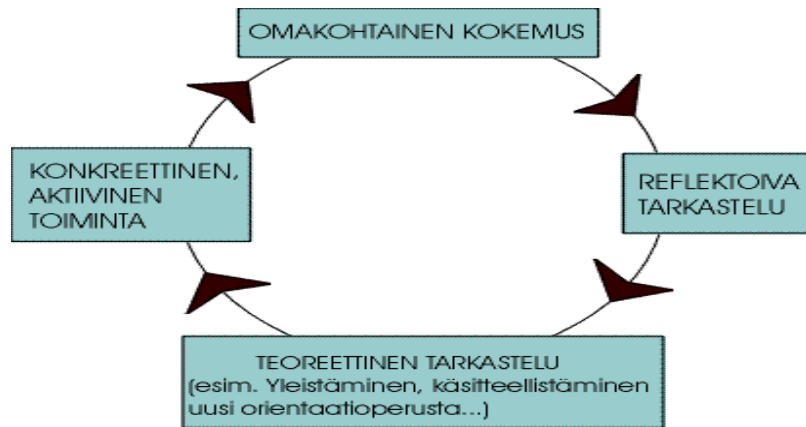 OMAKOHTAINEN KOKEMUS
KONKREETTINEN,
AKTIIVINEN
TOIMINTA
REFLEKTOIVA
TARKASTELU
TEOREETTINEN TARKASTELU
(esim. Yleistäminen, käsitteellistäminen
uusi orientaatioperusta...)